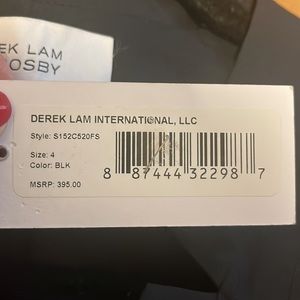 EK LAM
OSBY
DEREK LAM INTERNATIONAL, LLC
Style: S152C520FS
Size: 4
Color: BLK
MSRP: 395.00
8 87444 32298 7